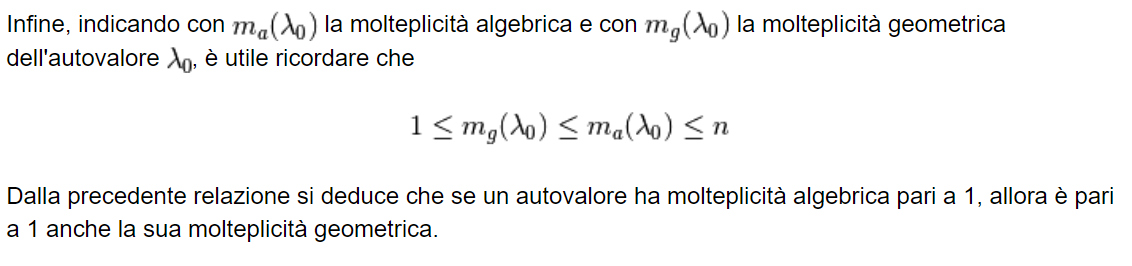 Infine, indicando con m_a(λ_0) la molteplicità algebrica e con m_g(λ_0) la molteplicità geometrica
dell'autovalore λ_0, è utile ricordare che
1 ≤ m_g(λ_0) ≤ m_a(λ_0) ≤ n
Dalla precedente relazione si deduce che se un autovalore ha molteplicità algebrica pari a 1, allora è pari
a 1 anche la sua molteplicità geometrica.